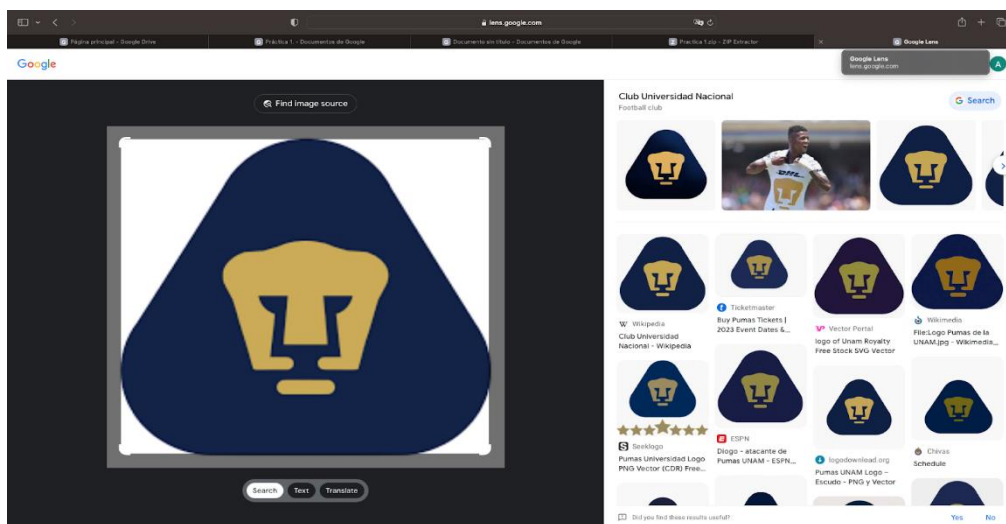 lens.google.com
Página principal - Google Drive
Práctica 1. - Documentos de Google
Documento sin título - Documentos de Google
Practica 1.zip - ZIP Extractor
Google Lens
Google Lens
lens.google.com
Google
A
Find image source
Club Universidad Nacional
Football club
Search
DHL
Wikipedia
Club Universidad
Nacional - Wikipedia
Ticketmaster
Buy Pumas Tickets |
2023 Event Dates &...
Vector Portal
logo of Unam Royalty
Free Stock SVG Vector
Wikimedia
File:Logo Pumas de la
UNAM.jpg - Wikimedia...
Seeklogo
Pumas Universidad Logo
PNG Vector (CDR) Free...
ESPN
Diogo - atacante de
Pumas UNAM - ESPN...
logodownload.org
Pumas UNAM Logo –
Escudo - PNG y Vector
Chivas
Schedule
Search
Text
Translate
Did you find these results useful?
Yes
No